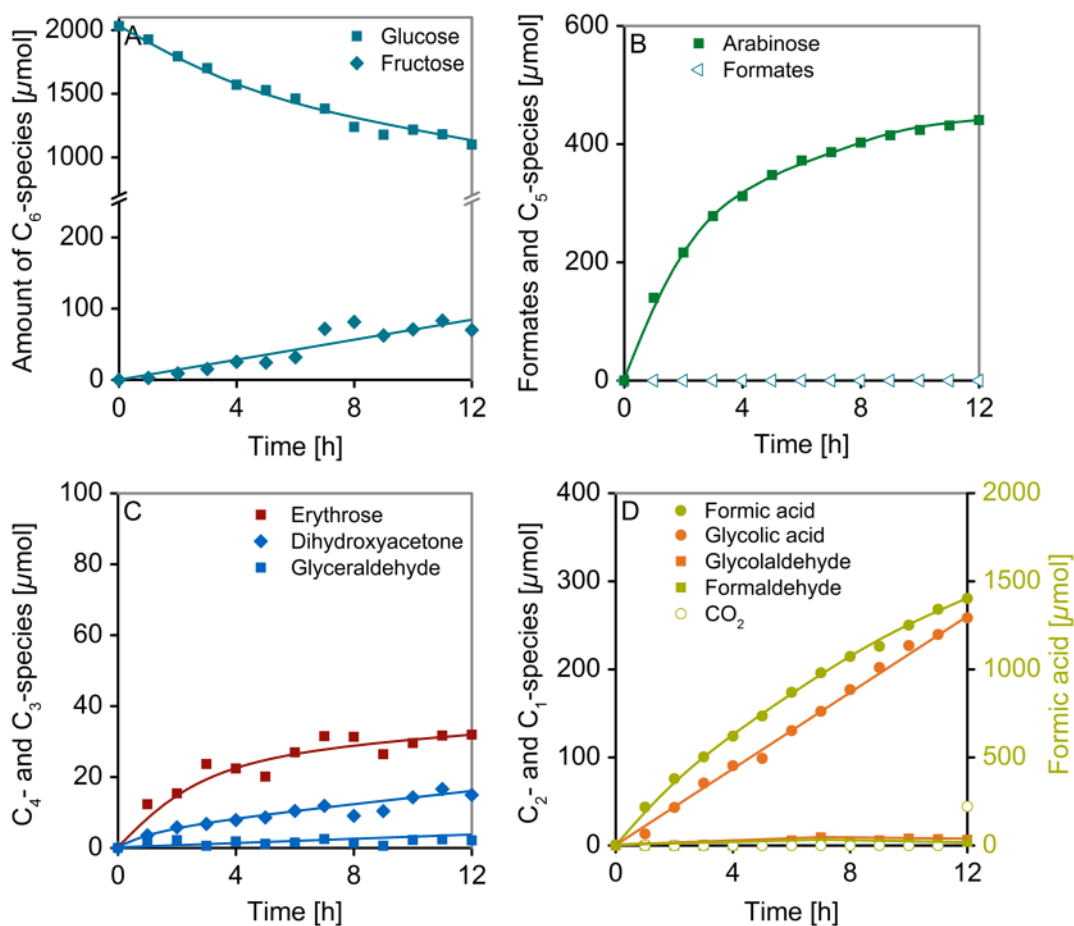 A
Glucose
Fructose
Amount of C₆-species [µmol]
2000
1500
1000
200
100
0
0
4
8
12
Time [h]
B
Arabinose
Formates
Formates and C₅-species [µmol]
600
400
200
0
0
4
8
12
Time [h]
C
Erythrose
Dihydroxyacetone
Glyceraldehyde
C₄- and C₃-species [µmol]
100
80
60
40
20
0
0
4
8
12
Time [h]
D
Formic acid
Glycolic acid
Glycolaldehyde
Formaldehyde
CO₂
C₂- and C₁-species [µmol]
400
300
200
100
0
0
4
8
12
Time [h]
2000
1500
1000
500
0
Formic acid [µmol]